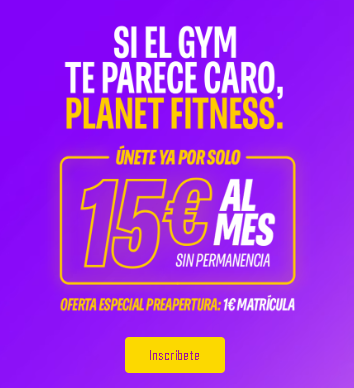 SI EL GYM
TE PARECE CARO,
PLANET FITNESS.
ÚNETE YA POR SOLO
15€ AL
MES
SIN PERMANENCIA
OFERTA ESPECIAL PREAPERTURA: 1€ MATRÍCULA
Inscríbete